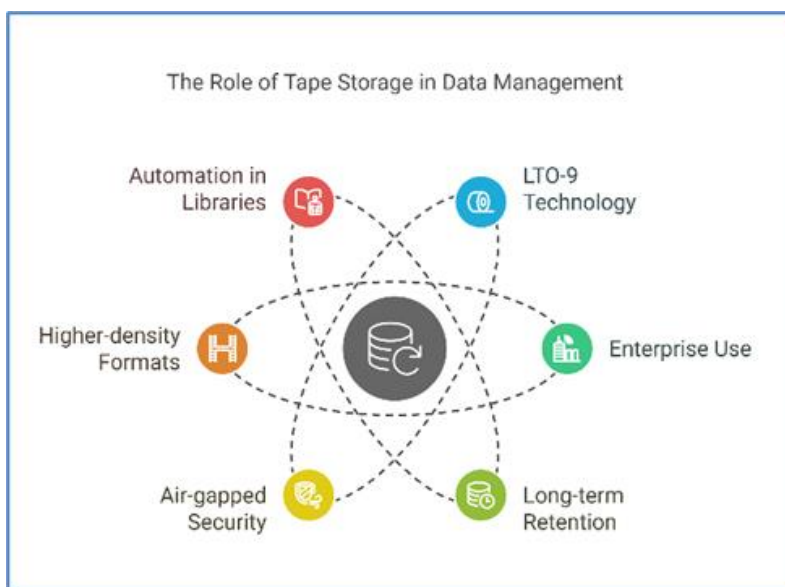 The Role of Tape Storage in Data Management
Automation in
Libraries
LTO-9
Technology
Higher-density
Formats
Enterprise Use
Air-gapped
Security
Long-term
Retention